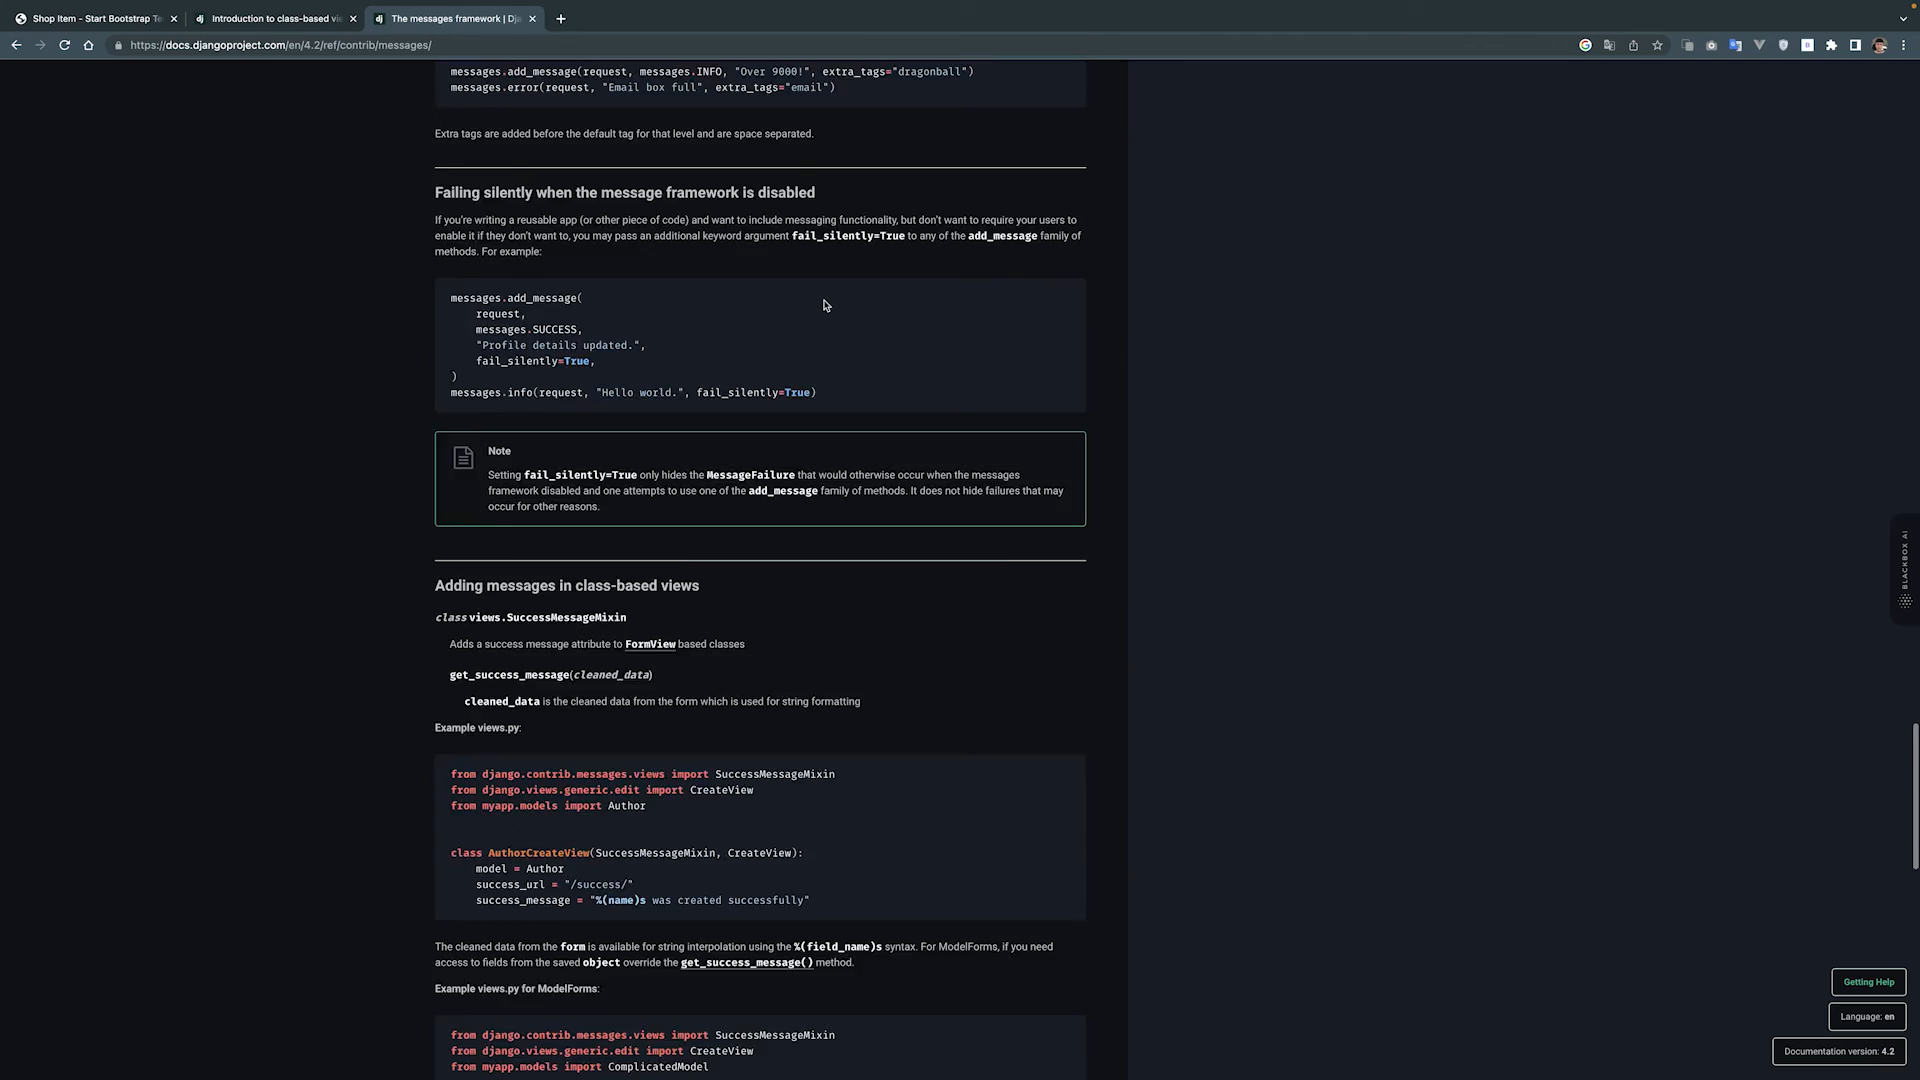 Shop Item - Start Bootstrap Te
Introduction to class-based vi
The messages framework | Dj
https://docs.djangoproject.com/en/4.2/ref/contrib/messages/
messages.add_message(request, messages.INFO, "Over 9000!", extra_tags="dragonball")
messages.error(request, "Email box full", extra_tags="email")
Extra tags are added before the default tag for that level and are space separated.
Failing silently when the message framework is disabled
If you're writing a reusable app (or other piece of code) and want to include messaging functionality, but don't want to require your users to
enable it if they don't want to, you may pass an additional keyword argument fail_silently=True to any of the add_message family of
methods. For example:
messages.add_message(
request,
messages.SUCCESS,
"Profile details updated.",
fail_silently=True,
)
messages.info(request, "Hello world.", fail_silently=True)
Note
Setting fail_silently=True only hides the MessageFailure that would otherwise occur when the messages
framework disabled and one attempts to use one of the add_message family of methods. It does not hide failures that may
occur for other reasons.
BLACKBOX AI
Adding messages in class-based views
class views.SuccessMessageMixin
Adds a success message attribute to FormView based classes
get_success_message(cleaned_data)
cleaned_data is the cleaned data from the form which is used for string formatting
Example views.py:
from django.contrib.messages.views import SuccessMessageMixin
from django.views.generic.edit import CreateView
from myapp.models import Author
class AuthorCreateView(SuccessMessageMixin, CreateView):
model = Author
success_url = "/success/"
success_message = "%(name)s was created successfully"
The cleaned data from the form is available for string interpolation using the %(field_name)s syntax. For ModelForms, if you need
access to fields from the saved object override the get_success_message() method.
Example views.py for ModelForms:
from django.contrib.messages.views import SuccessMessageMixin
from django.views.generic.edit import CreateView
from myapp.models import ComplicatedModel
Getting Help
Language: en
Documentation version: 4.2